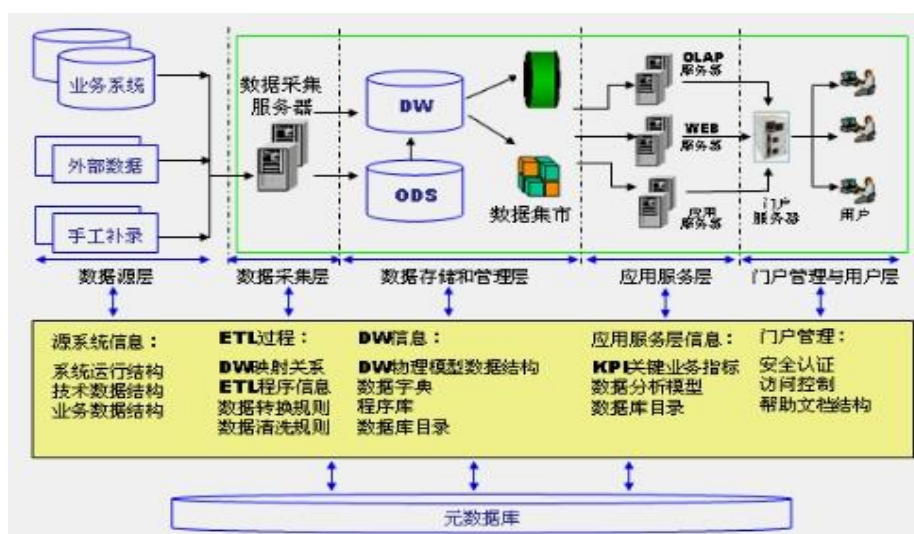 业务系统
外部数据
手工补录
数据采集
服务器
DW
ODS
数据集市
OLAP
服务器
WEB
服务器
应用
服务器
门户
服务器
用户
数据源层
数据采集层
数据存储和管理层
应用服务层
门户管理与用户层
源系统信息：
系统运行结构
技术数据结构
业务数据结构
ETL过程：
DW映射关系
ETL程序信息
数据转换规则
数据清洗规则
DW信息：
DW物理模型数据结构
数据字典
程序库
数据库目录
应用服务层信息：
KPI关键业务指标
数据分析模型
数据库目录
门户管理：
安全认证
访问控制
帮助文档结构
元数据库